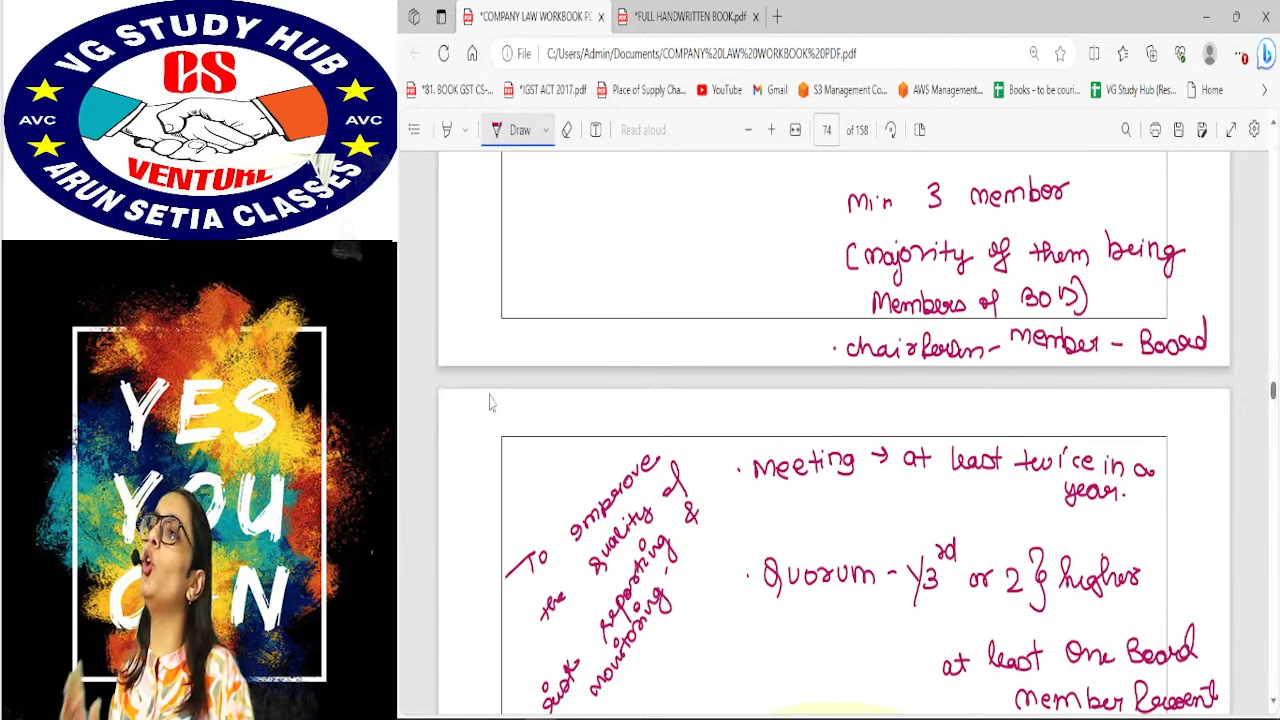 VG STUDY HUB
CS
AVC
AVC
VENTURE
ARUN SETIA CLASSES
YES
YOU
C N
*COMPANY LAW WORKBOOK P
*FULL HANDWRITTEN BOOK.pdf
File
C:/Users/Admin/Documents/COMPANY%20LAW%20WORKBOOK%20PDF.pdf
*81. BOOK GST CS-...
*IGST ACT 2017.pdf
Place of Supply Cha...
YouTube
Gmail
S3 Management Co...
AWS Management...
Books - to be touri...
VG Study Hub (Res...
Home
Draw
Read aloud
74 of 158
Min 3 member
(majority of them being
Members of BOD)
. chairperson - member - Board
. Meeting → at least twice in a
year.
. Quorum - 1/3rd or 2 } higher
at least One Board
member present
To improve
the quality of
reporting &
monitoring -